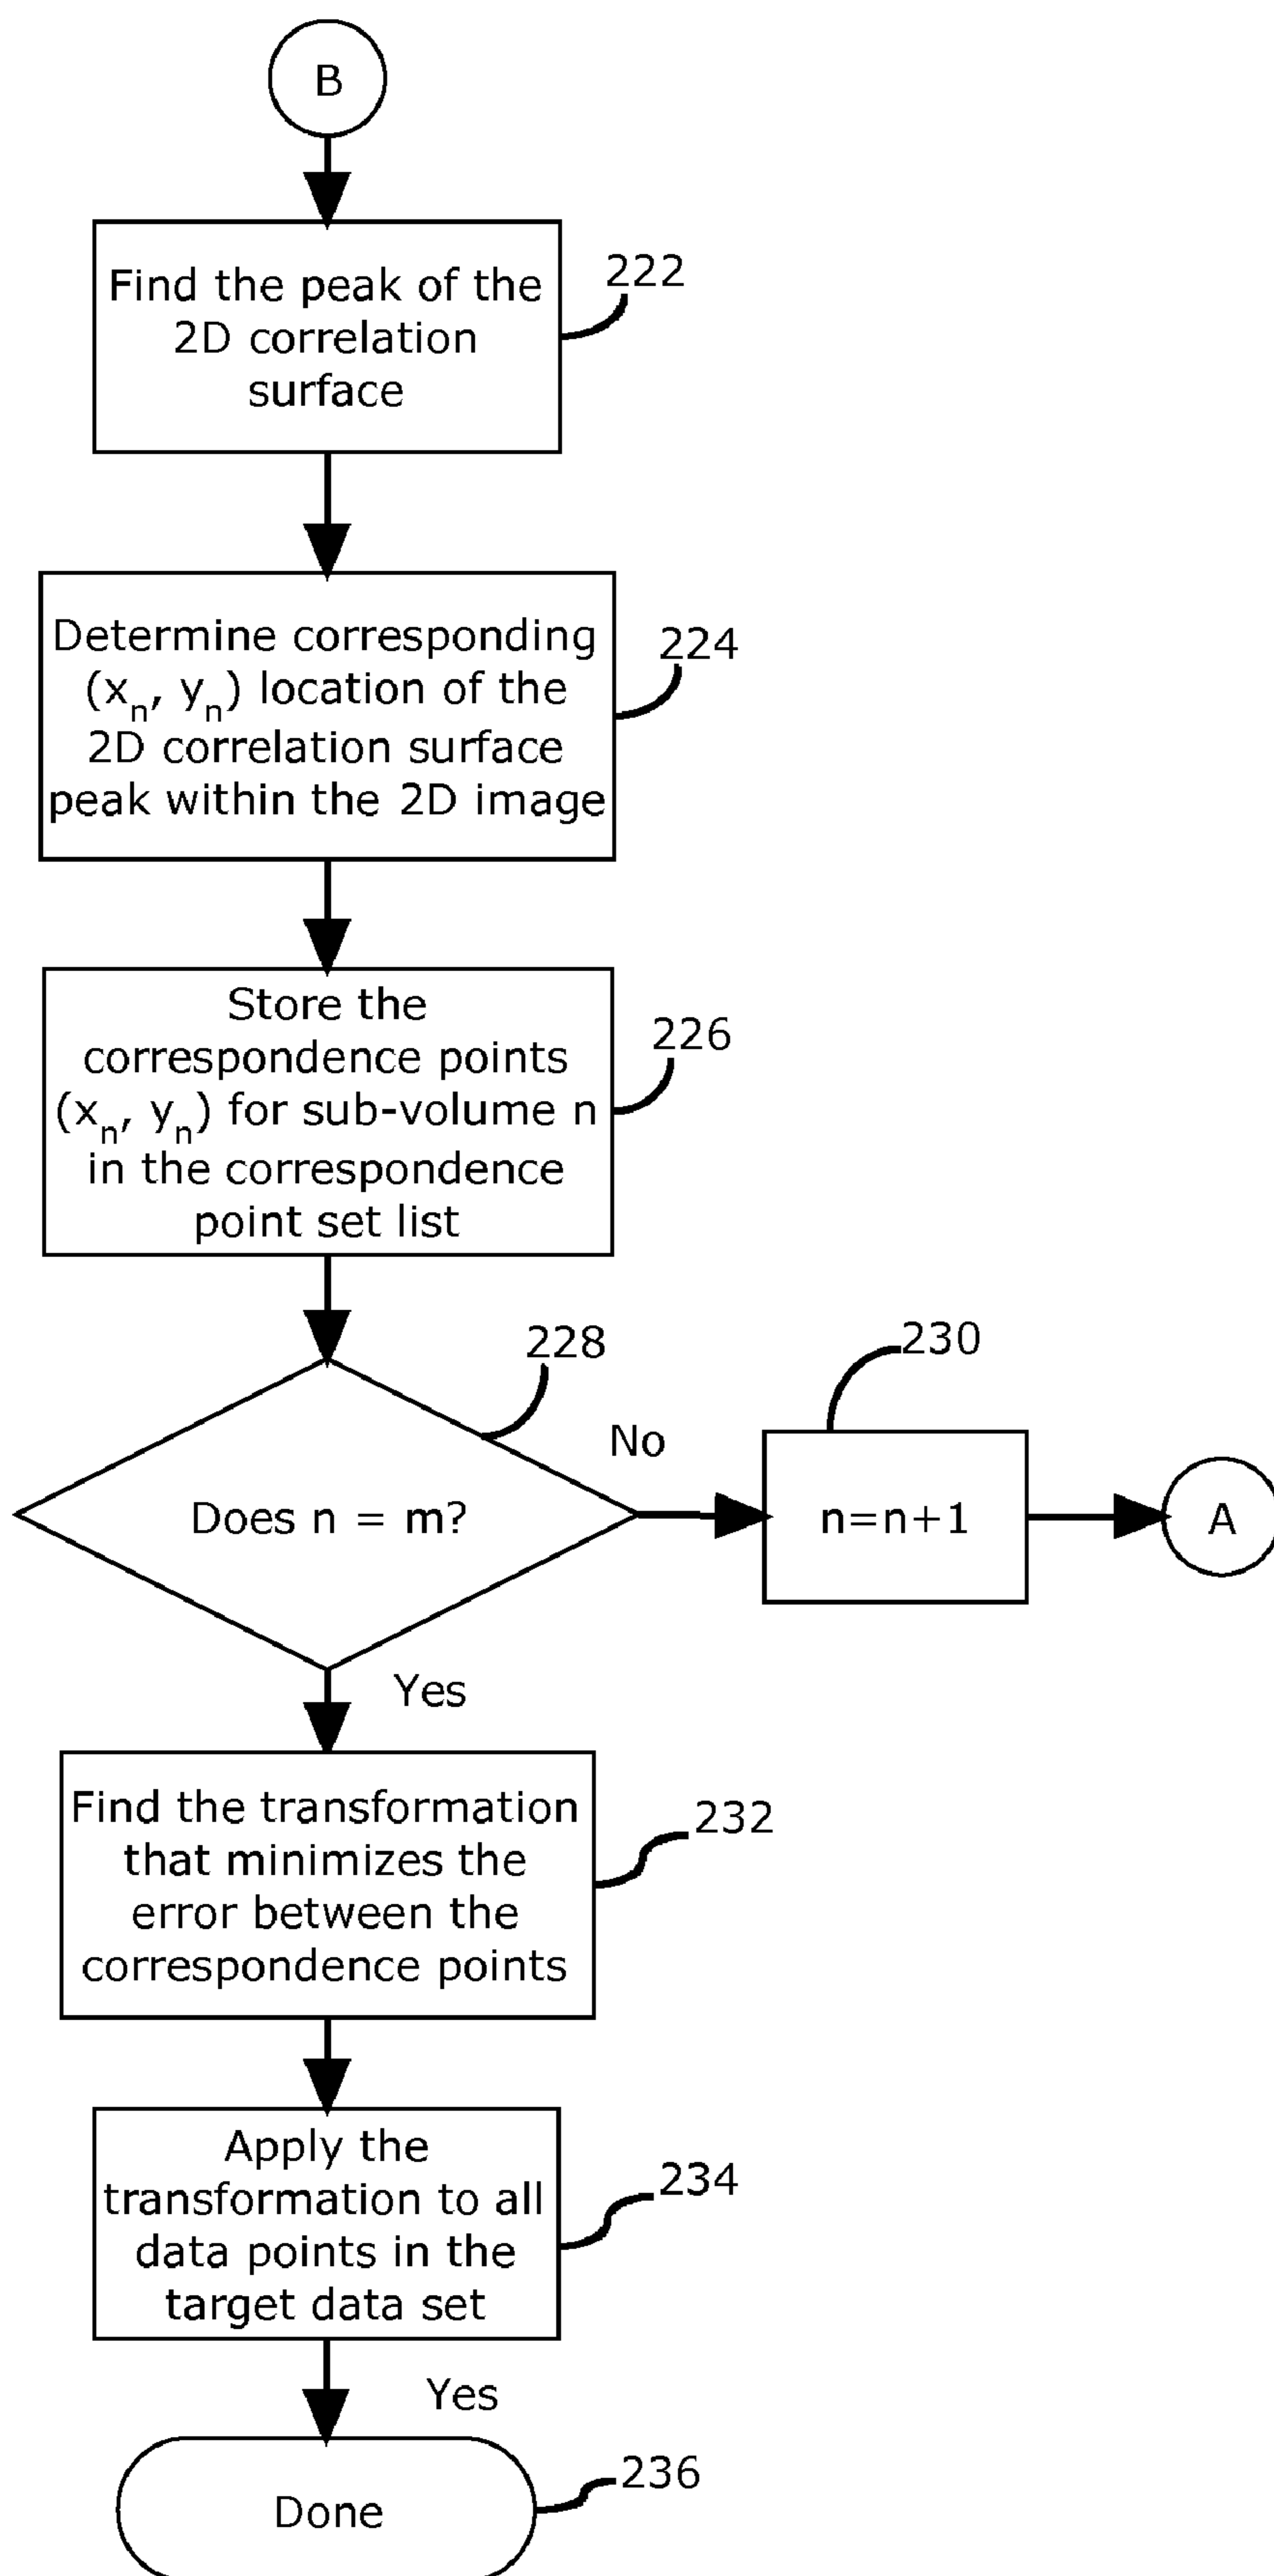 B
Find the peak of the
2D correlation
surface
222
Determine corresponding
(xn, yn) location of the
2D correlation surface
peak within the 2D image
224
Store the
correspondence points
(xn, yn) for sub-volume n
in the correspondence
point set list
226
228
Does n = m?
No
230
n=n+1
A
Yes
Find the transformation
that minimizes the
error between the
correspondence points
232
Apply the
transformation to all
data points in the
target data set
234
Yes
Done
236